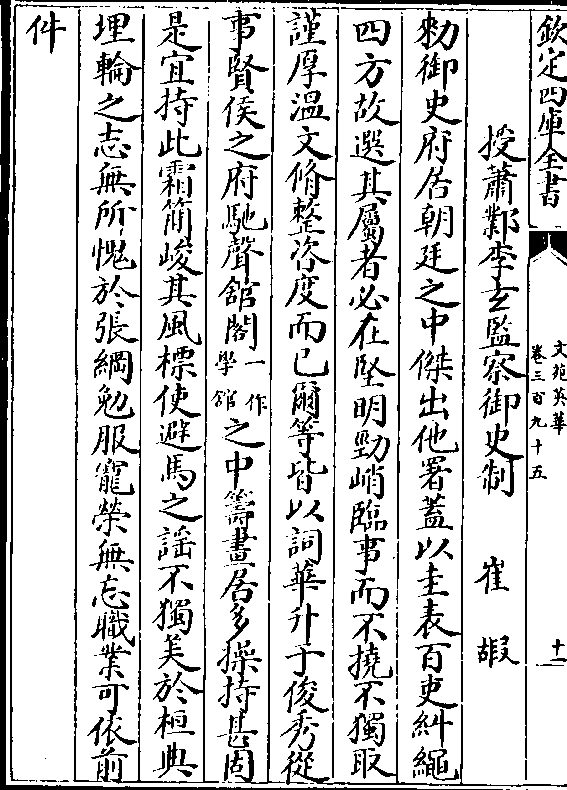 欽定四庫全書
文苑英華
卷三百九十五
十一
授蕭鄴李玄監察御史制 崔嘏
勑御史府居朝廷之中傑出他署蓋以圭表百吏糾繩
四方故選其屬者必在堅明勁峭臨事而不撓不獨取
謹厚溫文脩整咨度而已爾等皆以詞華升于俊秀從
事賢侯之府馳聲舘閣一作學舘之中籌畫居多操持甚固
是宜持此霜簡峻其風標使避馬之謡不獨美於桓典
埋輪之志無所愧於張綱勉服寵榮無忘職業可依前
件